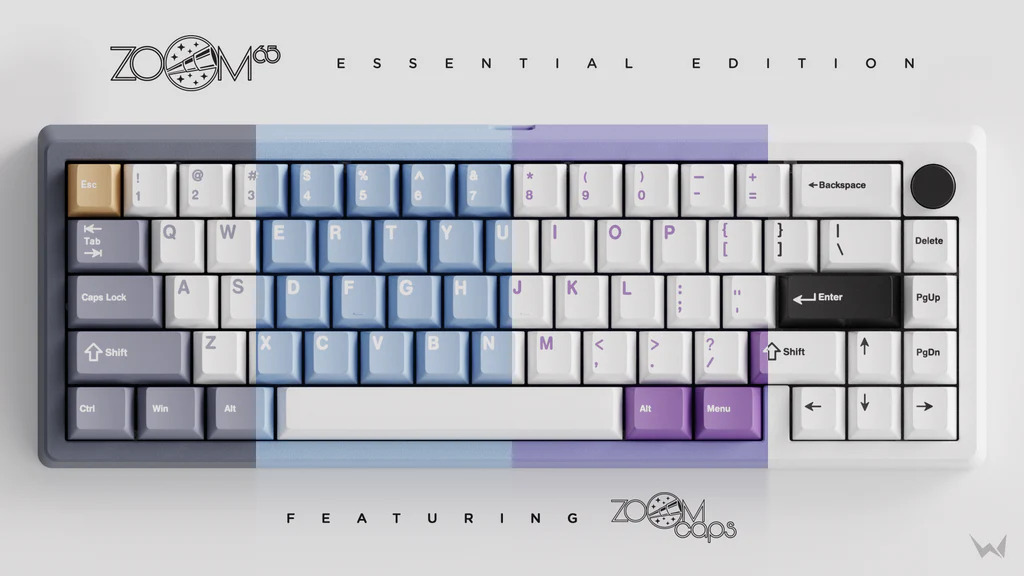 ZOOM65 ESSENTIAL EDITION
Esc ! 1 @ 2 # 3 $ 4 % 5 ^ 6 & 7 * 8 ( 9 ) 0 — - + = ←Backspace
Tab Q W E R T Y U I O P { [ } ] | \ Delete
Caps Lock A S D F G H J K L : ; " ' Enter PgUp
Shift Z X C V B N M < , > . ? / Shift ↑ PgDn
Ctrl Win Alt Alt Menu ← ↓ →
FEATURING ZOOM caps